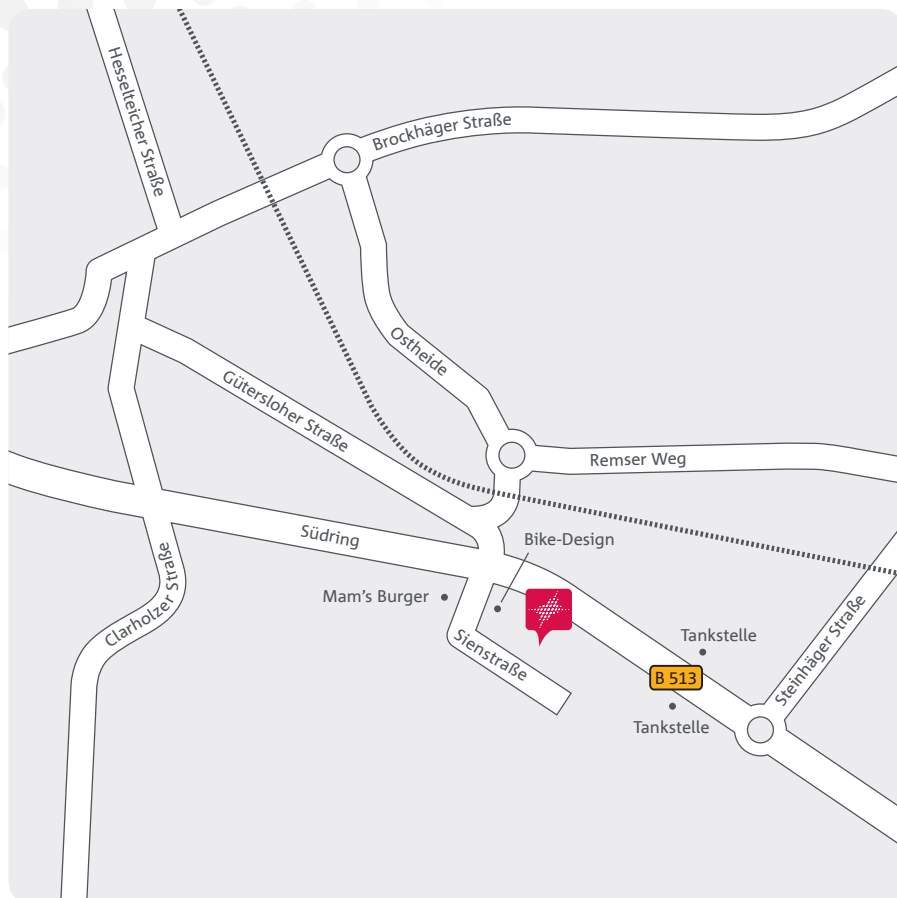 Hesselteicher Straße
Brockhäger Straße
Ostheide
Gütersloher Straße
Remser Weg
Südring
Bike-Design
Mam's Burger
Clarholzer Straße
Sienstraße
Tankstelle
B 513
Tankstelle
Steinhäger Straße